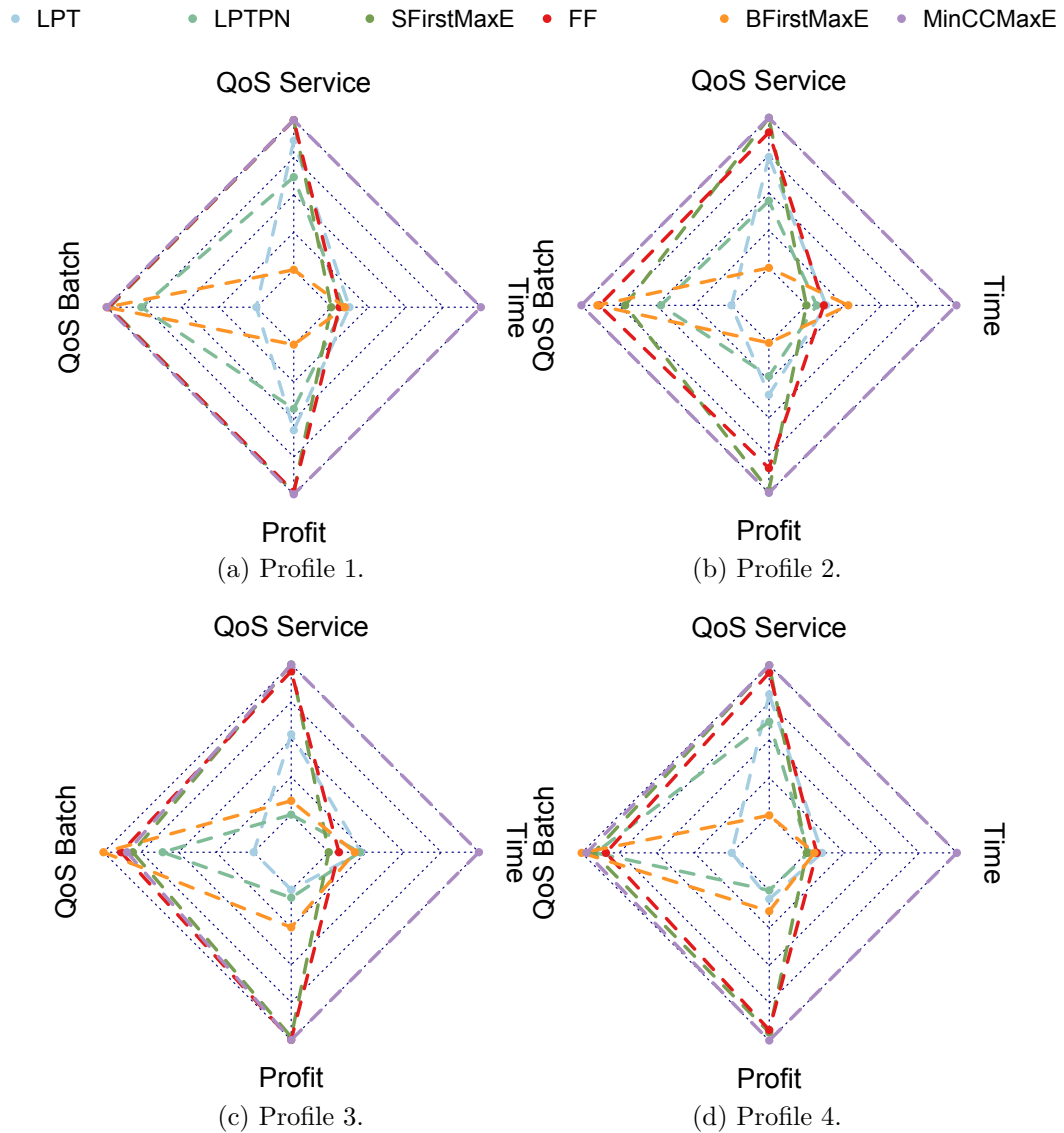 LPT LPTPN SFirstMaxE FF BFirstMaxE MinCCMaxE
QoS Service
QoS Batch
Time
Profit
(a) Profile 1.
QoS Service
QoS Batch
Time
Profit
(b) Profile 2.
QoS Service
QoS Batch
Time
Profit
(c) Profile 3.
QoS Service
QoS Batch
Time
Profit
(d) Profile 4.